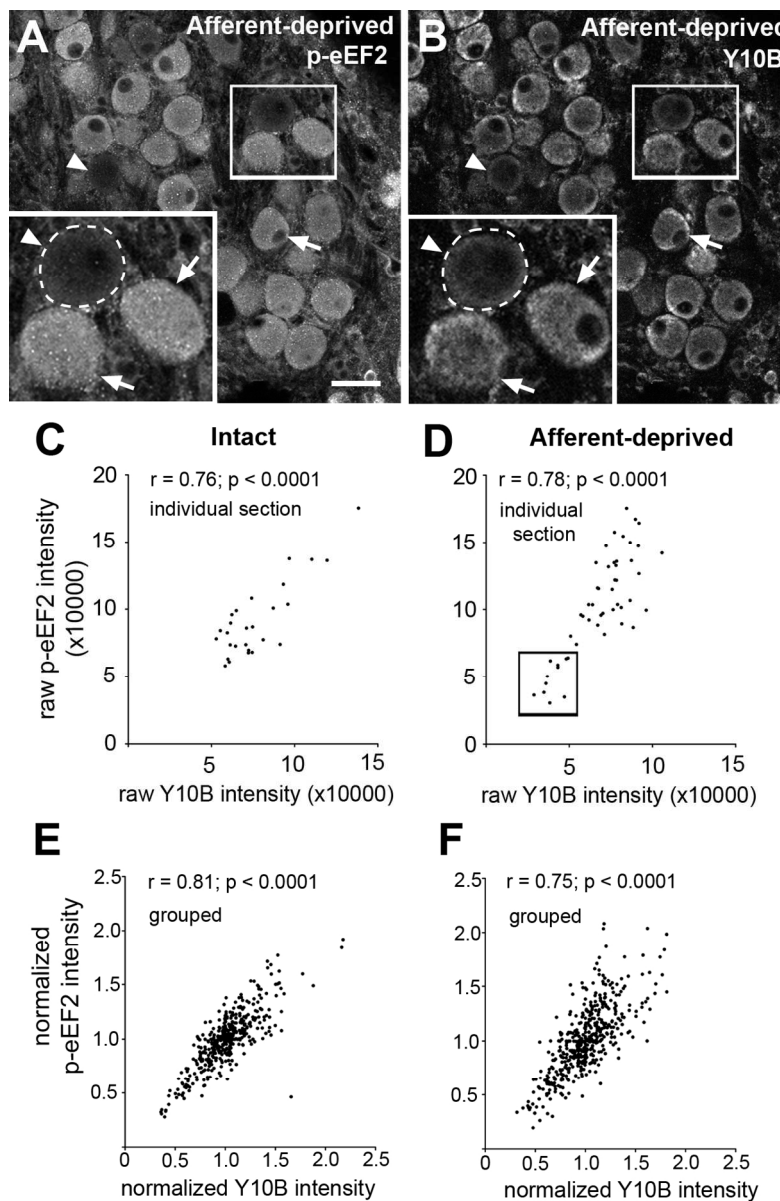 A
Afferent-deprived
p-eEF2
B
Afferent-deprived
Y10B
C
Intact
r = 0.76; p < 0.0001
individual section
raw p-eEF2 intensity
(x10000)
20
15
10
5
0
5
10
15
raw Y10B intensity (x10000)
D
Afferent-deprived
r = 0.78; p < 0.0001
individual
section
20
15
10
5
0
5
10
15
raw Y10B intensity (x10000)
E
r = 0.81; p < 0.0001
grouped
normalized
p-eEF2 intensity
2.5
2.0
1.5
1.0
0.5
0
0.5
1.0
1.5
2.0
2.5
normalized Y10B intensity
F
r = 0.75; p < 0.0001
grouped
2.5
2.0
1.5
1.0
0.5
0
0.5
1.0
1.5
2.0
2.5
normalized Y10B intensity